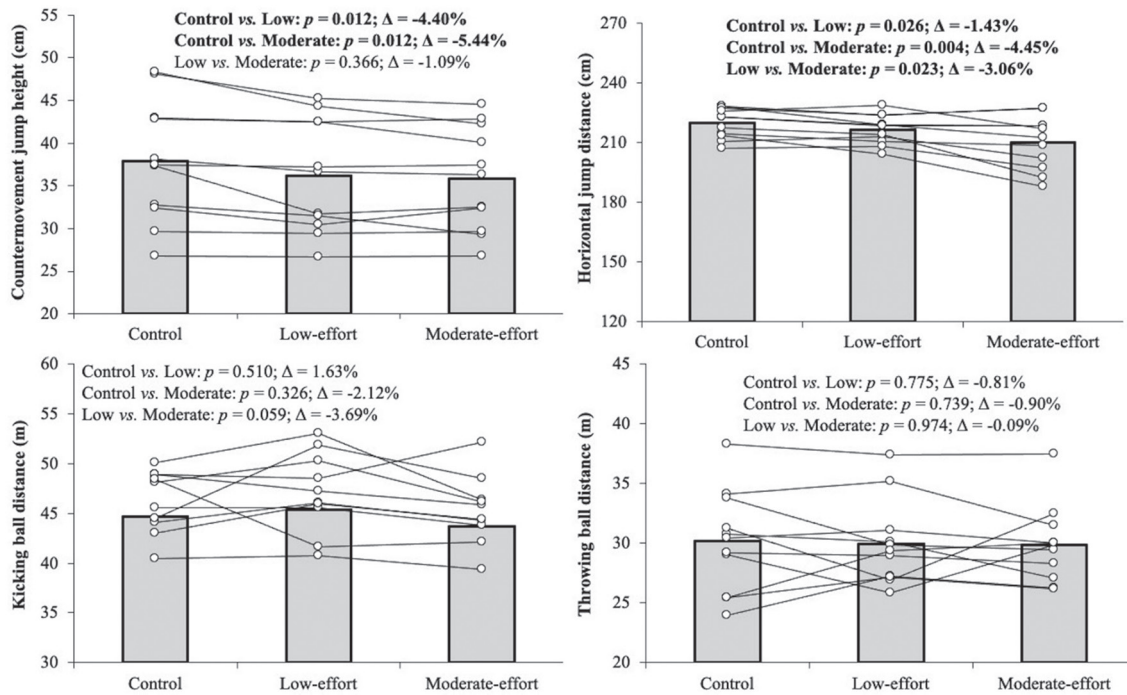 Countermovement jump height (cm)
55
50
45
40
35
30
25
20
Control vs. Low: p = 0.012; Δ = -4.40%
Control vs. Moderate: p = 0.012; Δ = -5.44%
Low vs. Moderate: p = 0.366; Δ = -1.09%
Control
Low-effort
Moderate-effort
Horizontal jump distance (cm)
270
240
210
180
150
120
Control vs. Low: p = 0.026; Δ = -1.43%
Control vs. Moderate: p = 0.004; Δ = -4.45%
Low vs. Moderate: p = 0.023; Δ = -3.06%
Control
Low-effort
Moderate-effort
Kicking ball distance (m)
60
55
50
45
40
35
30
Control vs. Low: p = 0.510; Δ = 1.63%
Control vs. Moderate: p = 0.326; Δ = -2.12%
Low vs. Moderate: p = 0.059; Δ = -3.69%
Control
Low-effort
Moderate-effort
Throwing ball distance (m)
45
40
35
30
25
20
Control vs. Low: p = 0.775; Δ = -0.81%
Control vs. Moderate: p = 0.739; Δ = -0.90%
Low vs. Moderate: p = 0.974; Δ = -0.09%
Control
Low-effort
Moderate-effort